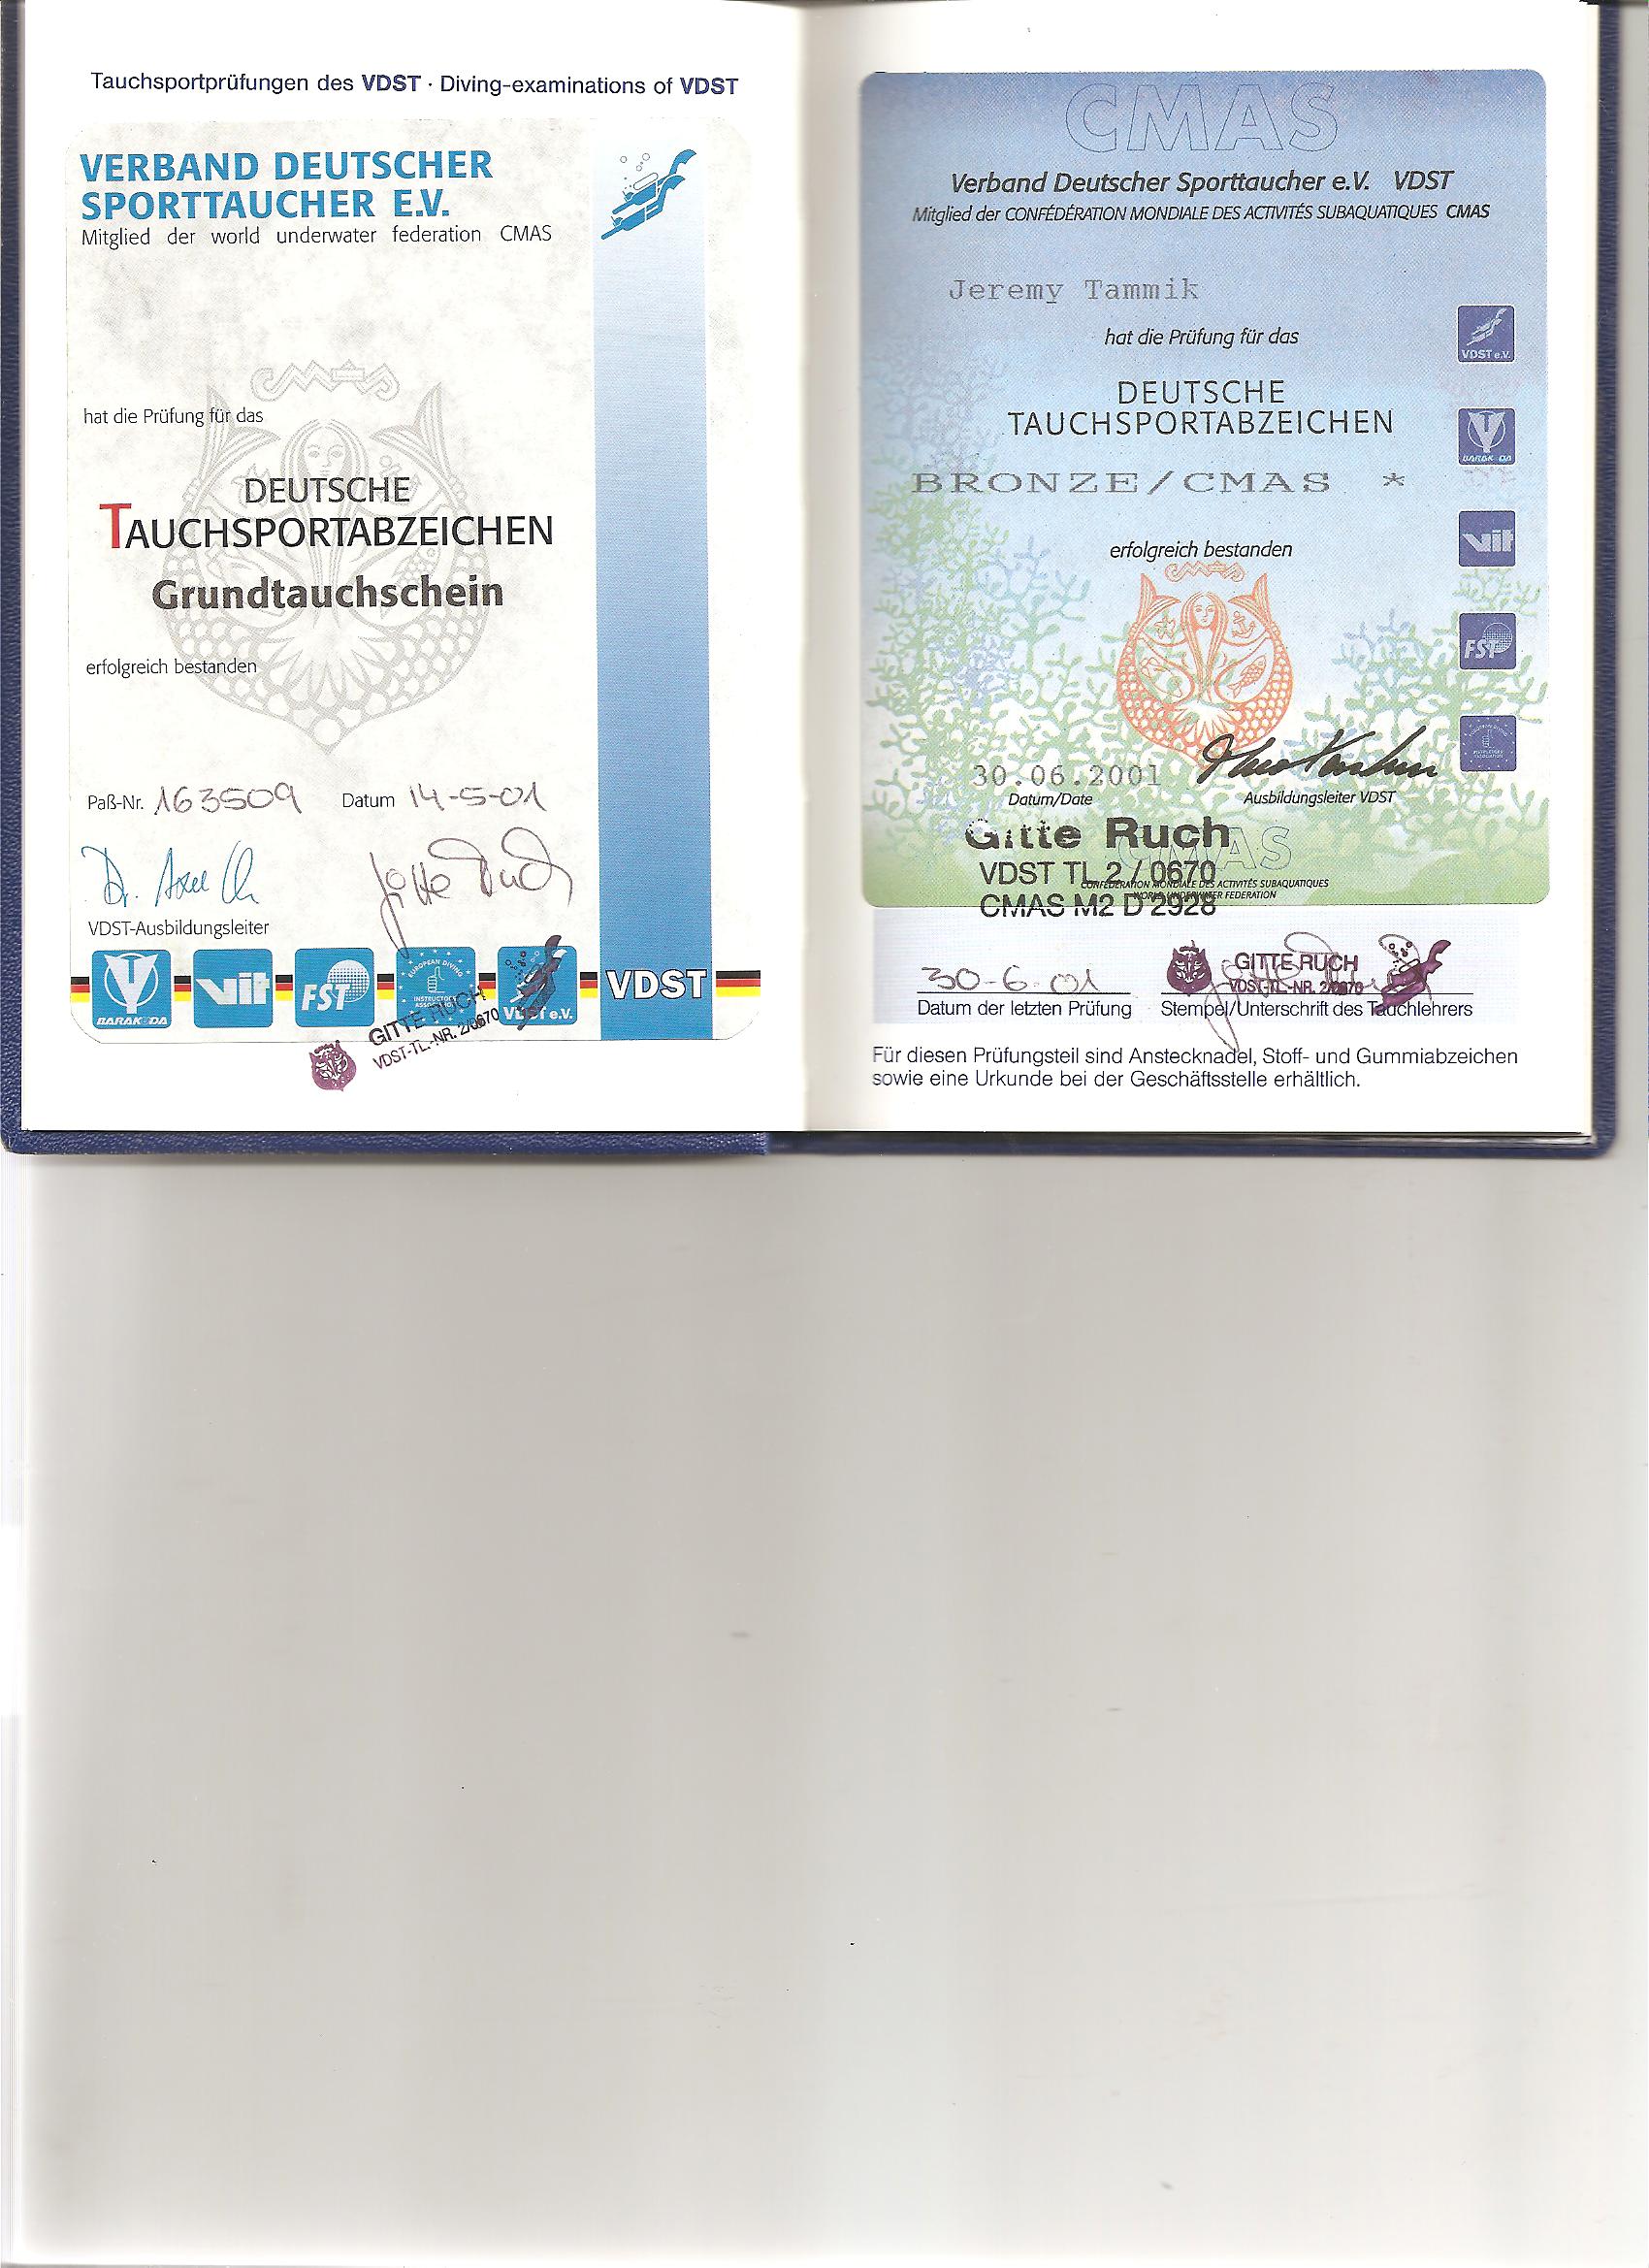 Tauchsportprüfungen des VDST · Diving-examinations of VDST
VERBAND DEUTSCHER
SPORTTAUCHER E.V.
Mitglied der world underwater federation CMAS
CMAS
hat die Prüfung für das
DEUTSCHE
TAUCHSPORTABZEICHEN
Grundtauchschein
erfolgreich bestanden
Paß-Nr. 163509 Datum 14-5-01
Gitte Ruch
VDST-Ausbildungsleiter
BARAKUDA
vit
FST
EUROPEAN DIVING
INSTRUCTOR
ASSOCIATION
VDST e.V.
VDST
GITTE RUCH
VDST-TL.-NR. 2/0670
CMAS
Verband Deutscher Sporttaucher e.V. VDST
Mitglied der CONFÉDÉRATION MONDIALE DES ACTIVITÉS SUBAQUATIQUES CMAS
Jeremy Tammik
hat die Prüfung für das
DEUTSCHE
TAUCHSPORTABZEICHEN
BRONZE/CMAS *
erfolgreich bestanden
VDST e.V.
BARAKUDA
vit
FST
30.06.2001
Datum/Date
Ausbildungsleiter VDST
Gitte Ruch
VDST TL 2 / 0670
CMAS M2 D 2928
CMAS
CONFÉDÉRATION MONDIALE DES ACTIVITÉS SUBAQUATIQUES
WORLD UNDERWATER FEDERATION
30-6-01
GITTE RUCH
VDST-TL.-NR. 2/0670
Datum der letzten Prüfung Stempel/Unterschrift des Tauchlehrers
Für diesen Prüfungsteil sind Anstecknadel, Stoff- und Gummiabzeichen
sowie eine Urkunde bei der Geschäftsstelle erhältlich.